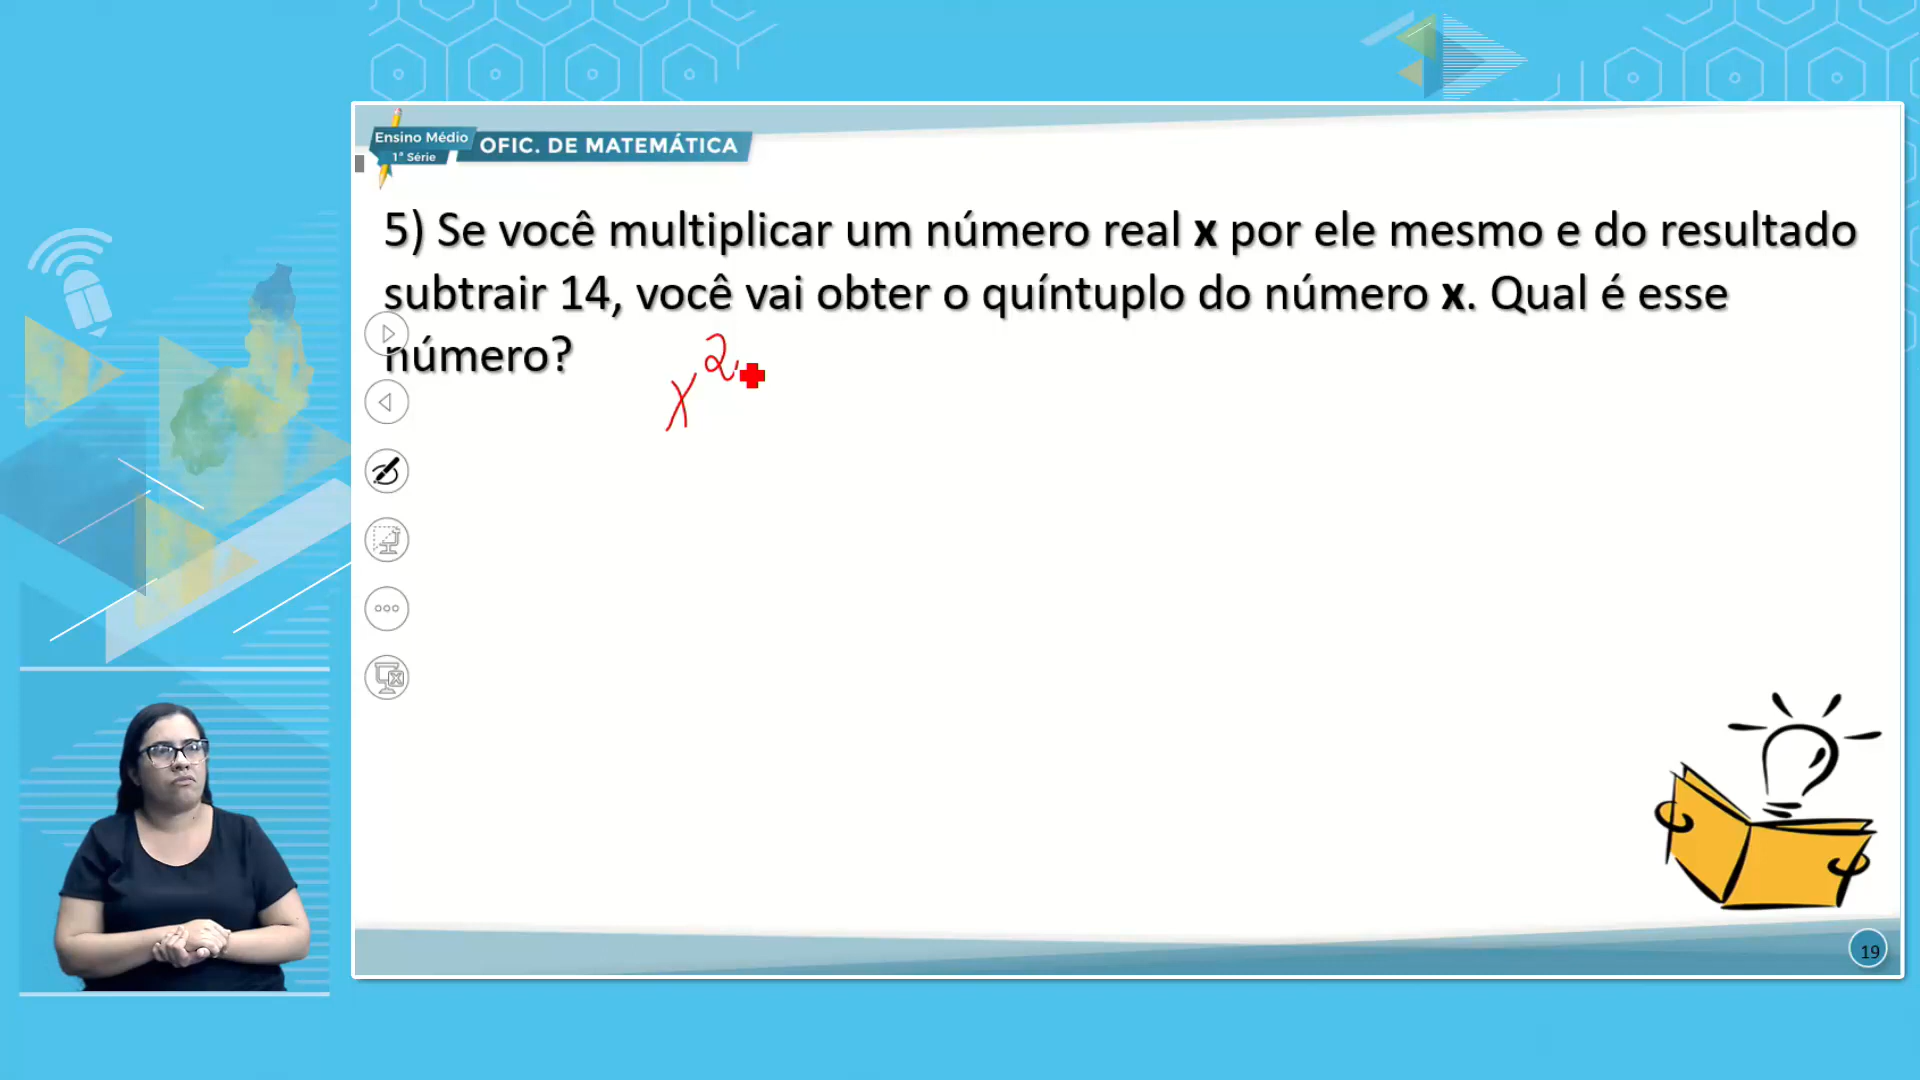 Ensino Médio
1ª Série
OFIC. DE MATEMÁTICA
5) Se você multiplicar um número real x por ele mesmo e do resultado
subtrair 14, você vai obter o quíntuplo do número x. Qual é esse
número?
x²
19